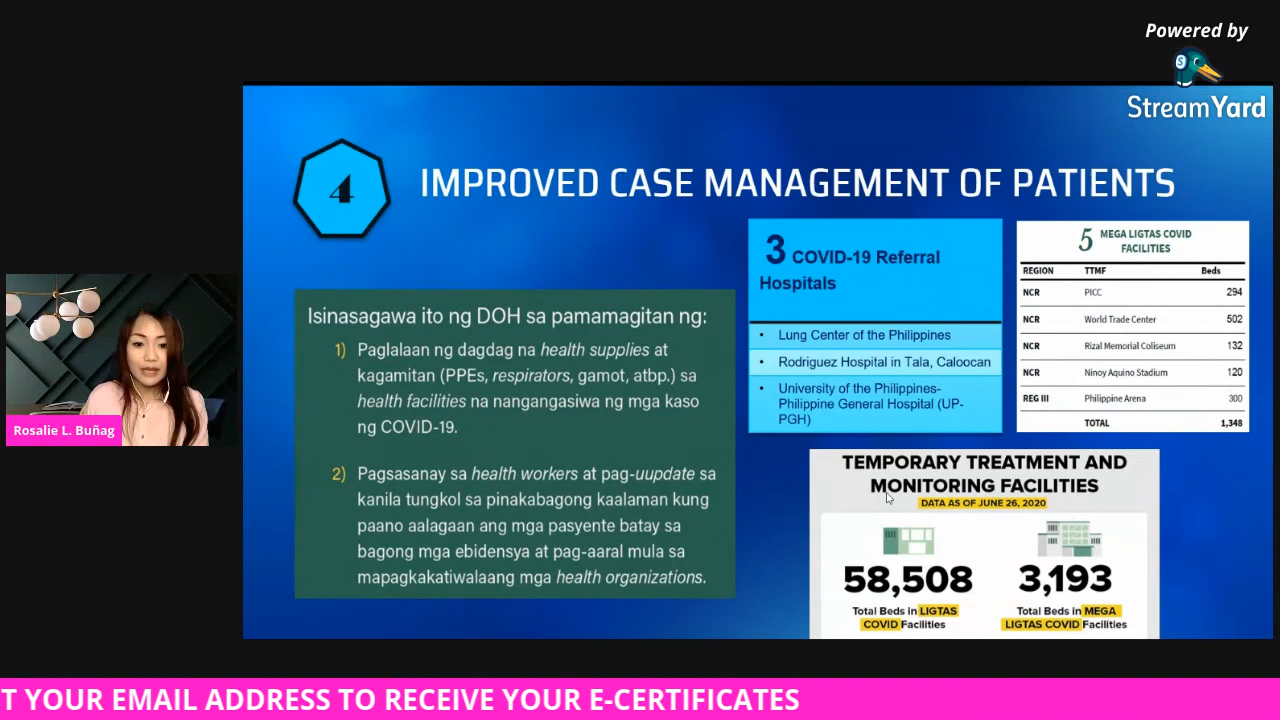 Powered by
StreamYard
4
IMPROVED CASE MANAGEMENT OF PATIENTS
Isinasagawa ito ng DOH sa pamamagitan ng:
1) Paglalaan ng dagdag na health supplies at
kagamitan (PPEs, respirators, gamot, atbp.) sa
health facilities na nangangasiwa ng mga kaso
ng COVID-19.
2) Pagsasanay sa health workers at pag-uupdate sa
kanila tungkol sa pinakabagong kaalaman kung
paano aalagaan ang mga pasyente batay sa
bagong mga ebidensya at pag-aaral mula sa
mapagkakatiwalaang mga health organizations.
3 COVID-19 Referral
Hospitals
• Lung Center of the Philippines
• Rodriguez Hospital in Tala, Caloocan
• University of the Philippines-
Philippine General Hospital (UP-
PGH)
5 MEGA LIGTAS COVID
FACILITIES
REGION TTMF Beds
NCR PICC 294
NCR World Trade Center 502
NCR Rizal Memorial Coliseum 132
NCR Ninoy Aquino Stadium 120
REG III Philippine Arena 300
TOTAL 1,348
TEMPORARY TREATMENT AND
MONITORING FACILITIES
DATA AS OF JUNE 26, 2020
58,508
Total Beds in LIGTAS
COVID Facilities
3,193
Total Beds in MEGA
LIGTAS COVID Facilities
Rosalie L. Buñag
T YOUR EMAIL ADDRESS TO RECEIVE YOUR E-CERTIFICATES